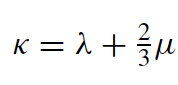 κ = λ + 2/3 μ